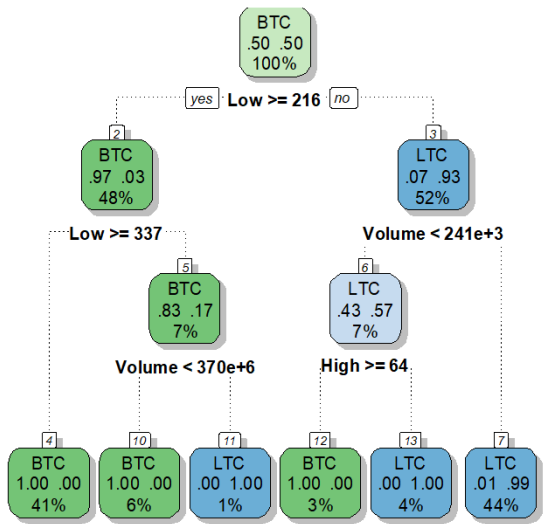 BTC
.50 .50
100%
yes Low >= 216 no
2
BTC
.97 .03
48%
3
LTC
.07 .93
52%
Low >= 337
Volume < 241e+3
5
BTC
.83 .17
7%
6
LTC
.43 .57
7%
Volume < 370e+6
High >= 64
4
BTC
1.00 .00
41%
10
BTC
1.00 .00
6%
11
LTC
.00 1.00
1%
12
BTC
1.00 .00
3%
13
LTC
.00 1.00
4%
7
LTC
.01 .99
44%